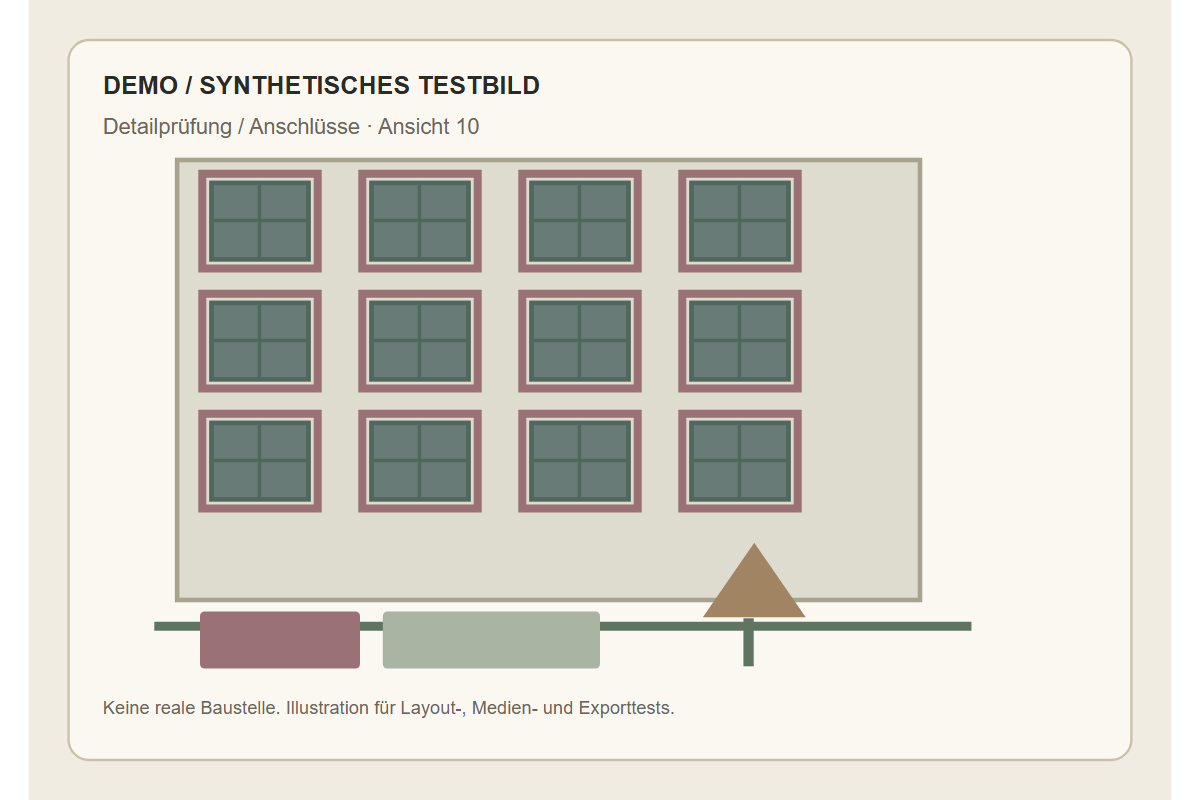 DEMO / SYNTHETISCHES TESTBILD
Detailprüfung / Anschlüsse · Ansicht 10
Keine reale Baustelle. Illustration für Layout-, Medien- und Exporttests.